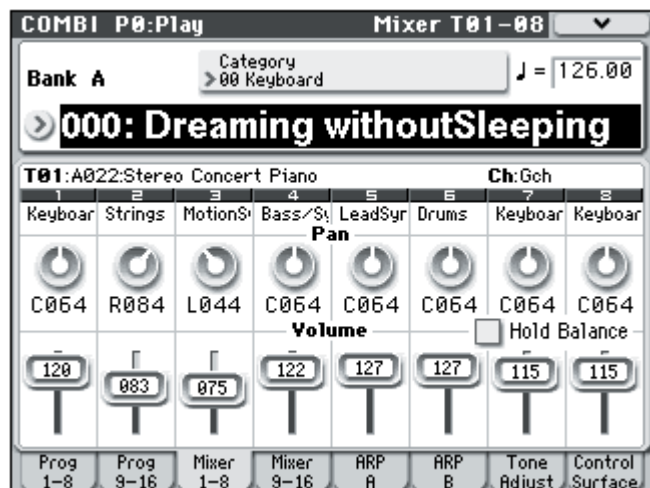 COMBI P0:Play Mixer T01-08
Bank A
Category
00 Keyboard
♩ = 126.00
000: Dreaming withoutSleeping
T01:A022:Stereo Concert Piano Ch:Gch
1 2 3 4 5 6 7 8
Keyboar Strings MotionS Bass/Sy LeadSyr Drums Keyboar Keyboar
Pan
C064 R084 L044 C064 C064 C064 C064 C064
Volume Hold Balance
120 083 075 122 127 127 115 115
Prog 1-8 Prog 9-16 Mixer 1-8 Mixer 9-16 ARP A ARP B Tone Adjust Control Surface